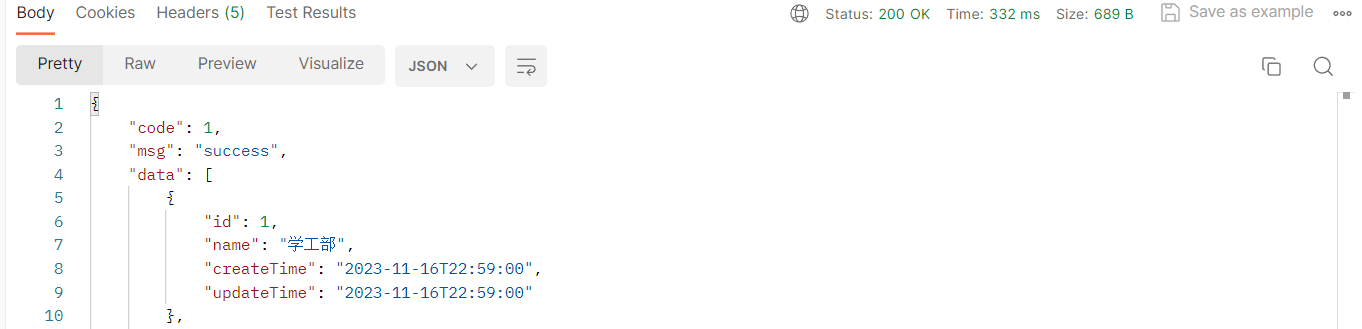 Body Cookies Headers (5) Test Results Status: 200 OK Time: 332 ms Size: 689 B Save as example
Pretty Raw Preview Visualize JSON
1 {
2 "code": 1,
3 "msg": "success",
4 "data": [
5 {
6 "id": 1,
7 "name": "学工部",
8 "createTime": "2023-11-16T22:59:00",
9 "updateTime": "2023-11-16T22:59:00"
10 },